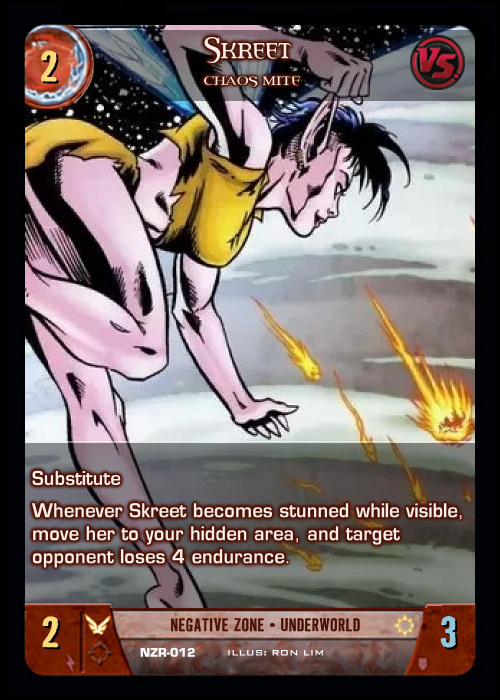 2
SKREET
CHAOS MITE
VS
Substitute
Whenever Skreet becomes stunned while visible,
move her to your hidden area, and target
opponent loses 4 endurance.
2
NEGATIVE ZONE • UNDERWORLD
3
NZR-012 ILLUS: RON LIM